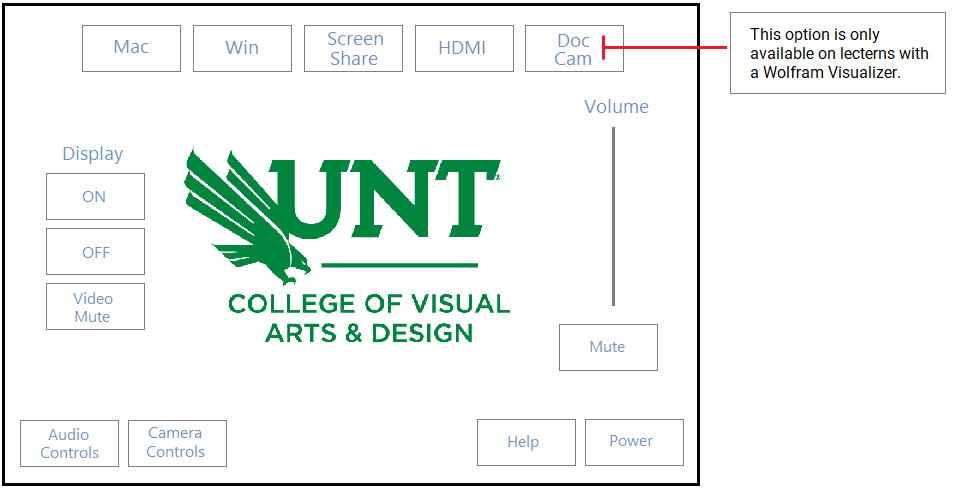 Mac
Win
Screen
Share
HDMI
Doc
Cam
This option is only
available on lecterns with
a Wolfram Visualizer.
Volume
Display
ON
OFF
Video
Mute
UNT®
COLLEGE OF VISUAL
ARTS & DESIGN
Mute
Audio
Controls
Camera
Controls
Help
Power